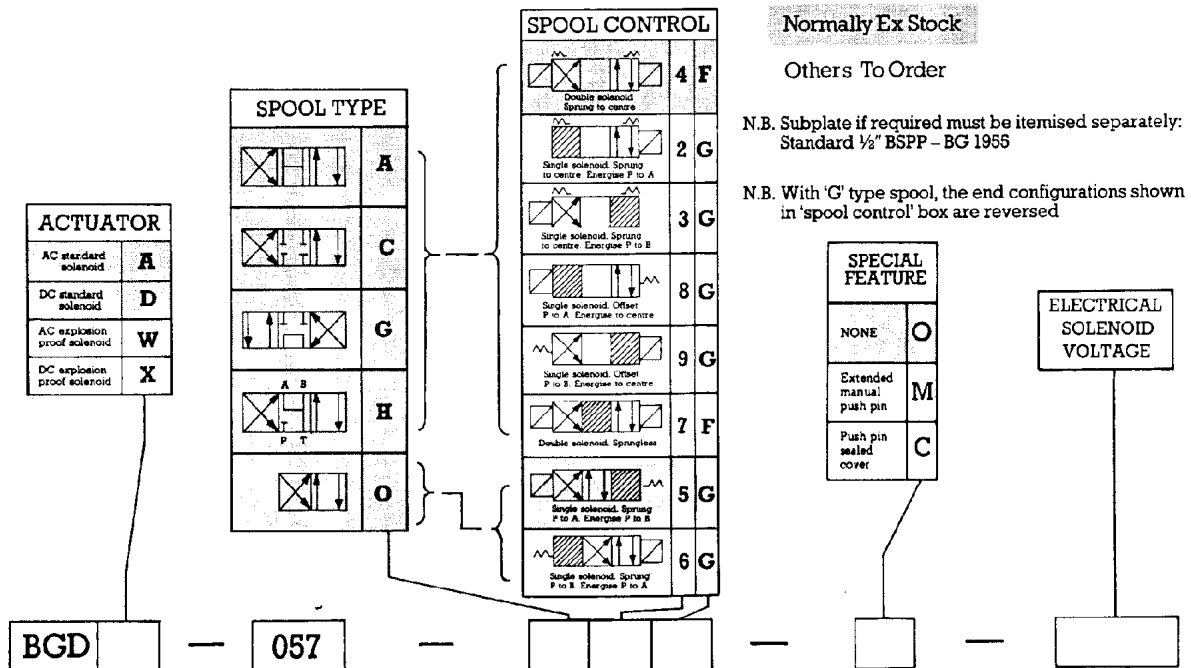 ACTUATOR
AC standard
solenoid
A
DC standard
solenoid
D
AC explosion
proof solenoid
W
DC explosion
proof solenoid
X
SPOOL TYPE
A
C
G
A B
P T
H
O
SPOOL CONTROL
Double solenoid
Sprung to centre
4 F
Single solenoid. Sprung
to centre. Energise P to A
2 G
Single solenoid. Sprung
to centre. Energise P to B
3 G
Single solenoid. Offset
P to A. Energise to centre
8 G
Single solenoid. Offset
P to B. Energise to centre
9 G
Double solenoid. Springless
7 F
Single solenoid. Sprung
P to A. Energise P to B
5 G
Single solenoid. Sprung
P to B. Energise P to A
6 G
Normally Ex Stock
Others To Order
N.B. Subplate if required must be itemised separately:
Standard ½" BSPP – BG 1955
N.B. With 'G' type spool, the end configurations shown
in 'spool control' box are reversed
SPECIAL
FEATURE
NONE
O
Extended
manual
push pin
M
Push pin
sealed
cover
C
ELECTRICAL
SOLENOID
VOLTAGE
BGD — 057 — — —